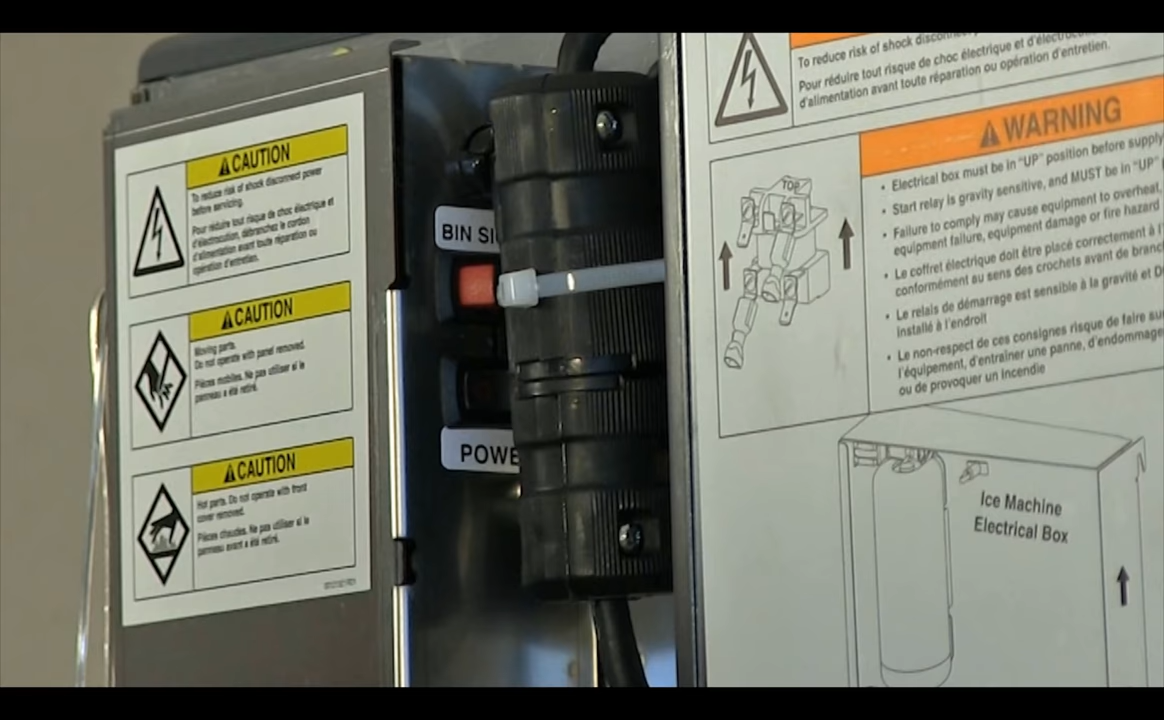 CAUTION
To reduce risk of shock disconnect power
before servicing.
Pour réduire tout risque de choc électrique et
d'électrocution, débranchez le cordon
d'alimentation avant toute réparation ou
opération d'entretien.
CAUTION
Moving parts.
Do not operate with panel removed.
Pièces mobiles. Ne pas utiliser si le
panneau a été retiré.
CAUTION
Hot parts. Do not operate with front
cover removed.
Pièces chaudes. Ne pas utiliser si le
panneau avant a été retiré.
BIN SI
POWE
To reduce risk of shock disconnect
Pour réduire tout risque de choc électrique et d'électrocu
d'alimentation avant toute réparation ou opération d'entretien.
WARNING
TOP
• Electrical box must be in "UP" position before supply
• Start relay is gravity sensitive, and MUST be in "UP"
• Failure to comply may cause equipment to overheat,
equipment failure, equipment damage or fire hazard
• Le coffret électrique doit être placé correctement à l'
conformément au sens des crochets avant de branc
• Le relais de démarrage est sensible à la gravité et D
installé à l'endroit
• Le non-respect de ces consignes risque de faire su
l'équipement, d'entraîner une panne, d'endommage
ou de provoquer un incendie
Ice Machine
Electrical Box